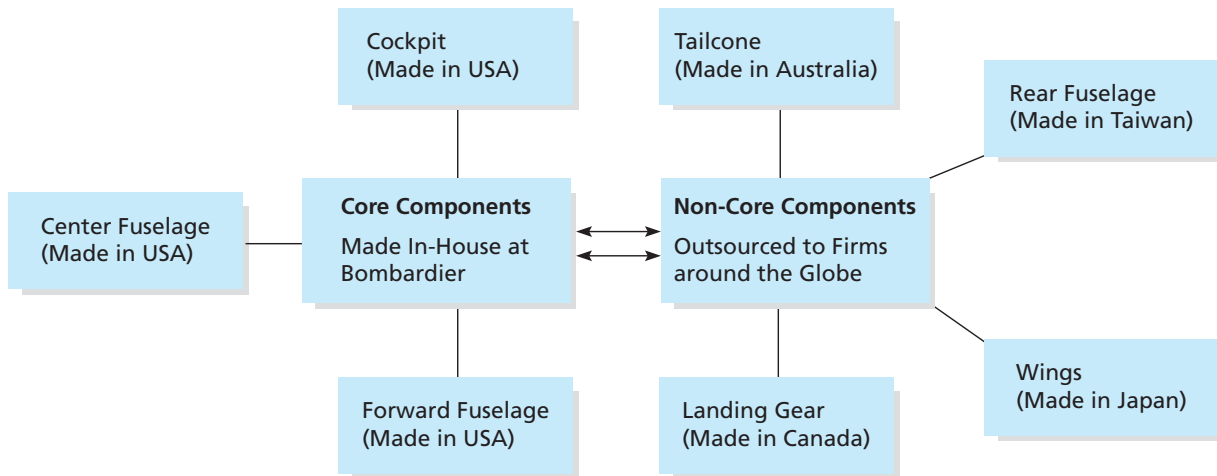 Cockpit
(Made in USA)
Tailcone
(Made in Australia)
Rear Fuselage
(Made in Taiwan)
Center Fuselage
(Made in USA)
Core Components
Made In-House at
Bombardier
Non-Core Components
Outsourced to Firms
around the Globe
Forward Fuselage
(Made in USA)
Landing Gear
(Made in Canada)
Wings
(Made in Japan)